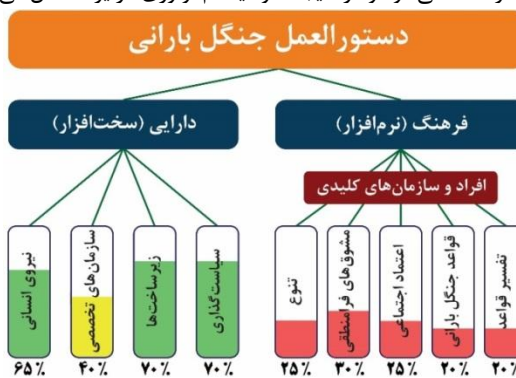 دستورالعمل جنگل بارانی
فرهنگ (نرم‌افزار)
دارایی (سخت‌افزار)
افراد و سازمان‌های کلیدی
تفسیر قواعد
قواعد جنگل بارانی
اعتماد اجتماعی
مشوق‌های فرامنطقی
تنوع
سیاست‌گذاری
زیرساخت‌ها
سازمان‌های تخصصی
نیروی انسانی
۲۰٪
۲۰٪
۲۵٪
۳۰٪
۲۵٪
۷۰٪
۷۰٪
۴۰٪
۶۵٪